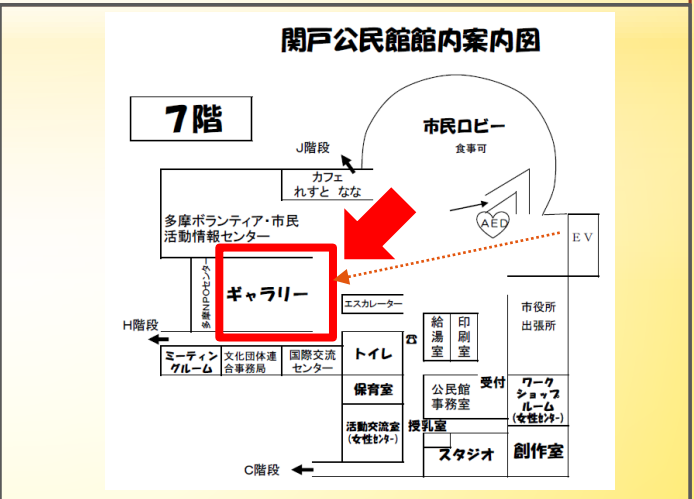 関戸公民館館内案内図
7階
市民ロビー
食事可
J階段
カフェ
れすと なな
AED
EV
多摩ボランティア・市民
活動情報センター
多摩NPOセンター
ギャラリー
エスカレーター
市役所
出張所
H階段
給湯室
印刷室
☎
ミーティン
グルーム
文化団体連
合事務局
国際交流
センター
トイレ
保育室
公民館
事務室
受付
ワーク
ショップ
ルーム
(女性センター)
活動交流室
(女性センター)
授乳室
スタジオ
創作室
C階段